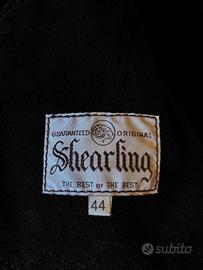 GUARANTEED ORIGINAL
Shearling
THE BEST OF THE BEST
44
subito